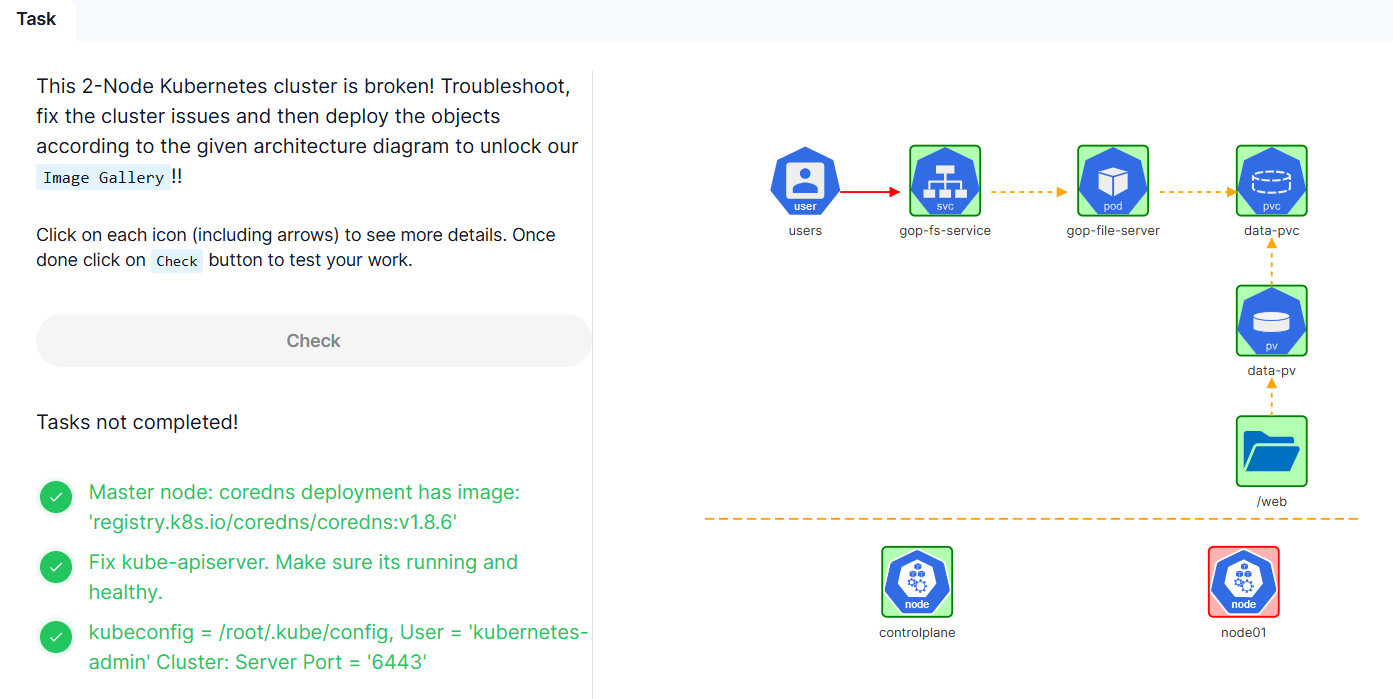 Task
This 2-Node Kubernetes cluster is broken! Troubleshoot,
fix the cluster issues and then deploy the objects
according to the given architecture diagram to unlock our
Image Gallery !!
Click on each icon (including arrows) to see more details. Once
done click on Check button to test your work.
Check
Tasks not completed!
Master node: coredns deployment has image:
'registry.k8s.io/coredns/coredns:v1.8.6'
Fix kube-apiserver. Make sure its running and
healthy.
kubeconfig = /root/.kube/config, User = 'kubernetes-
admin' Cluster: Server Port = '6443'
user
users
svc
gop-fs-service
pod
gop-file-server
pvc
data-pvc
pv
data-pv
/web
node
controlplane
node
node01